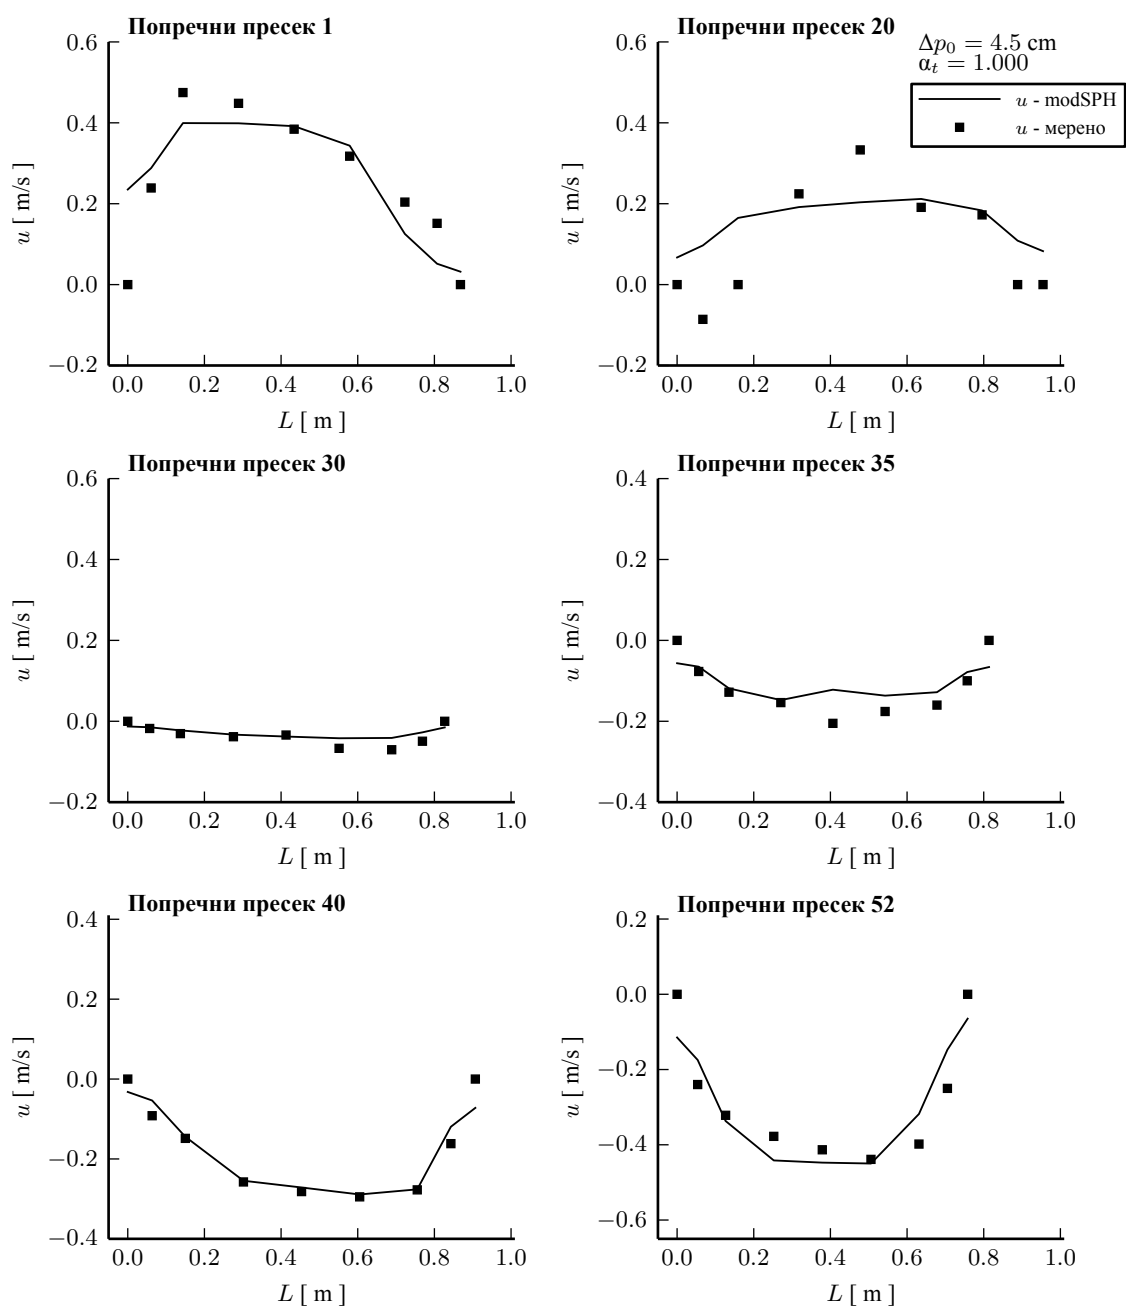 Попречни пресек 1
0.6
0.4
0.2
0.0
−0.2
u [ m/s ]
0.0 0.2 0.4 0.6 0.8 1.0
L [ m ]
Попречни пресек 20
Δp₀ = 4.5 cm
α_t = 1.000
u - modSPH
u - мерено
0.6
0.4
0.2
0.0
−0.2
u [ m/s ]
0.0 0.2 0.4 0.6 0.8 1.0
L [ m ]
Попречни пресек 30
0.6
0.4
0.2
0.0
−0.2
u [ m/s ]
0.0 0.2 0.4 0.6 0.8 1.0
L [ m ]
Попречни пресек 35
0.4
0.2
0.0
−0.2
−0.4
u [ m/s ]
0.0 0.2 0.4 0.6 0.8 1.0
L [ m ]
Попречни пресек 40
0.4
0.2
0.0
−0.2
−0.4
u [ m/s ]
0.0 0.2 0.4 0.6 0.8 1.0
L [ m ]
Попречни пресек 52
0.2
0.0
−0.2
−0.4
−0.6
u [ m/s ]
0.0 0.2 0.4 0.6 0.8 1.0
L [ m ]